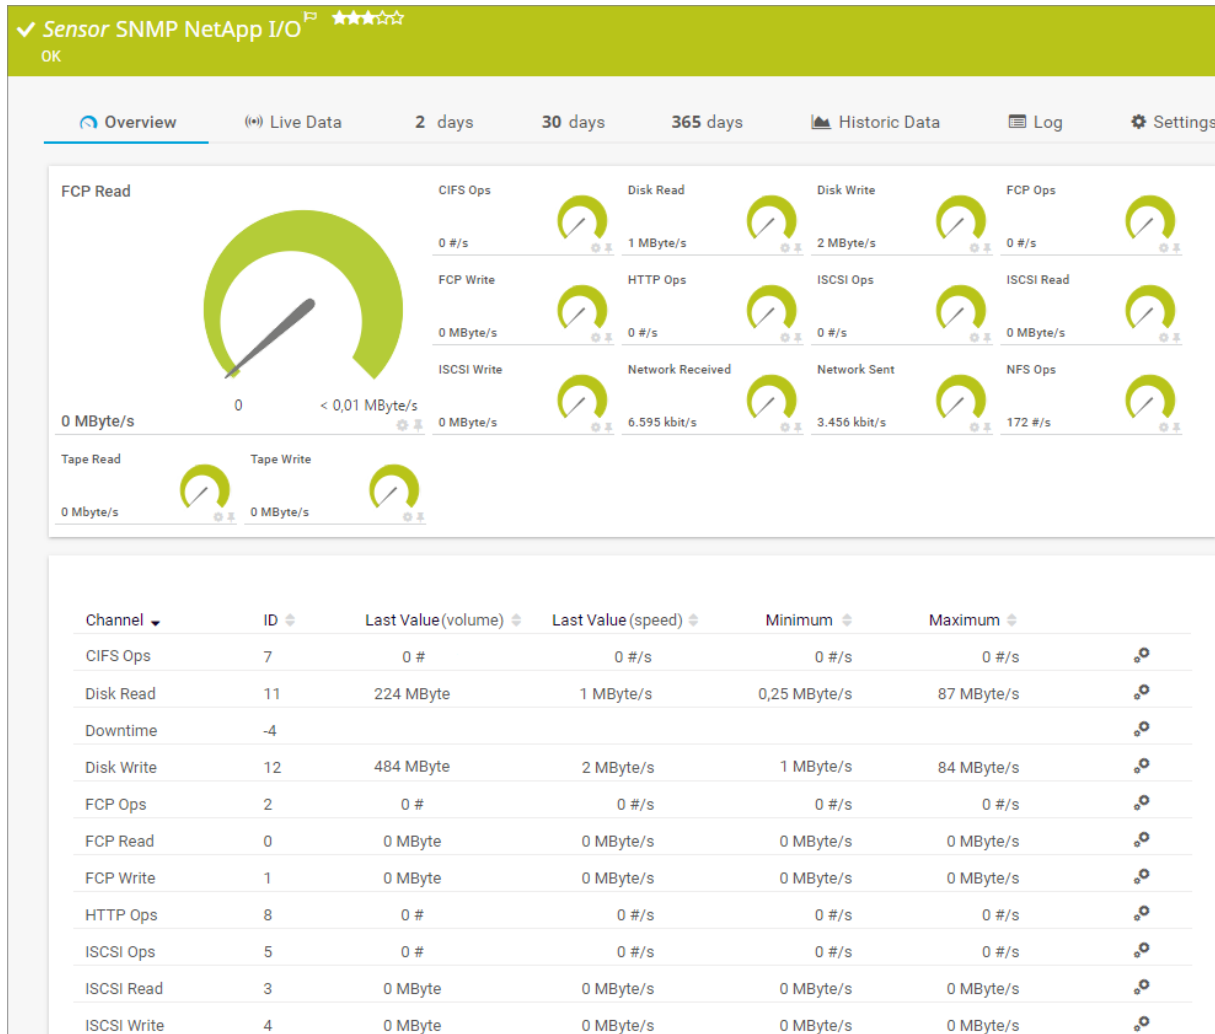 Sensor SNMP NetApp I/O
OK
Overview Live Data 2 days 30 days 365 days Historic Data Log Settings
FCP Read
0 < 0,01 MByte/s
0 MByte/s
CIFS Ops
0 #/s
Disk Read
1 MByte/s
Disk Write
2 MByte/s
FCP Ops
0 #/s
FCP Write
0 MByte/s
HTTP Ops
0 #/s
ISCSI Ops
0 #/s
ISCSI Read
0 MByte/s
ISCSI Write
0 MByte/s
Network Received
6.595 kbit/s
Network Sent
3.456 kbit/s
NFS Ops
172 #/s
Tape Read
0 Mbyte/s
Tape Write
0 MByte/s
Channel ID Last Value (volume) Last Value (speed) Minimum Maximum
CIFS Ops 7 0 # 0 #/s 0 #/s 0 #/s
Disk Read 11 224 MByte 1 MByte/s 0,25 MByte/s 87 MByte/s
Downtime -4
Disk Write 12 484 MByte 2 MByte/s 1 MByte/s 84 MByte/s
FCP Ops 2 0 # 0 #/s 0 #/s 0 #/s
FCP Read 0 0 MByte 0 MByte/s 0 MByte/s 0 MByte/s
FCP Write 1 0 MByte 0 MByte/s 0 MByte/s 0 MByte/s
HTTP Ops 8 0 # 0 #/s 0 #/s 0 #/s
ISCSI Ops 5 0 # 0 #/s 0 #/s 0 #/s
ISCSI Read 3 0 MByte 0 MByte/s 0 MByte/s 0 MByte/s
ISCSI Write 4 0 MByte 0 MByte/s 0 MByte/s 0 MByte/s